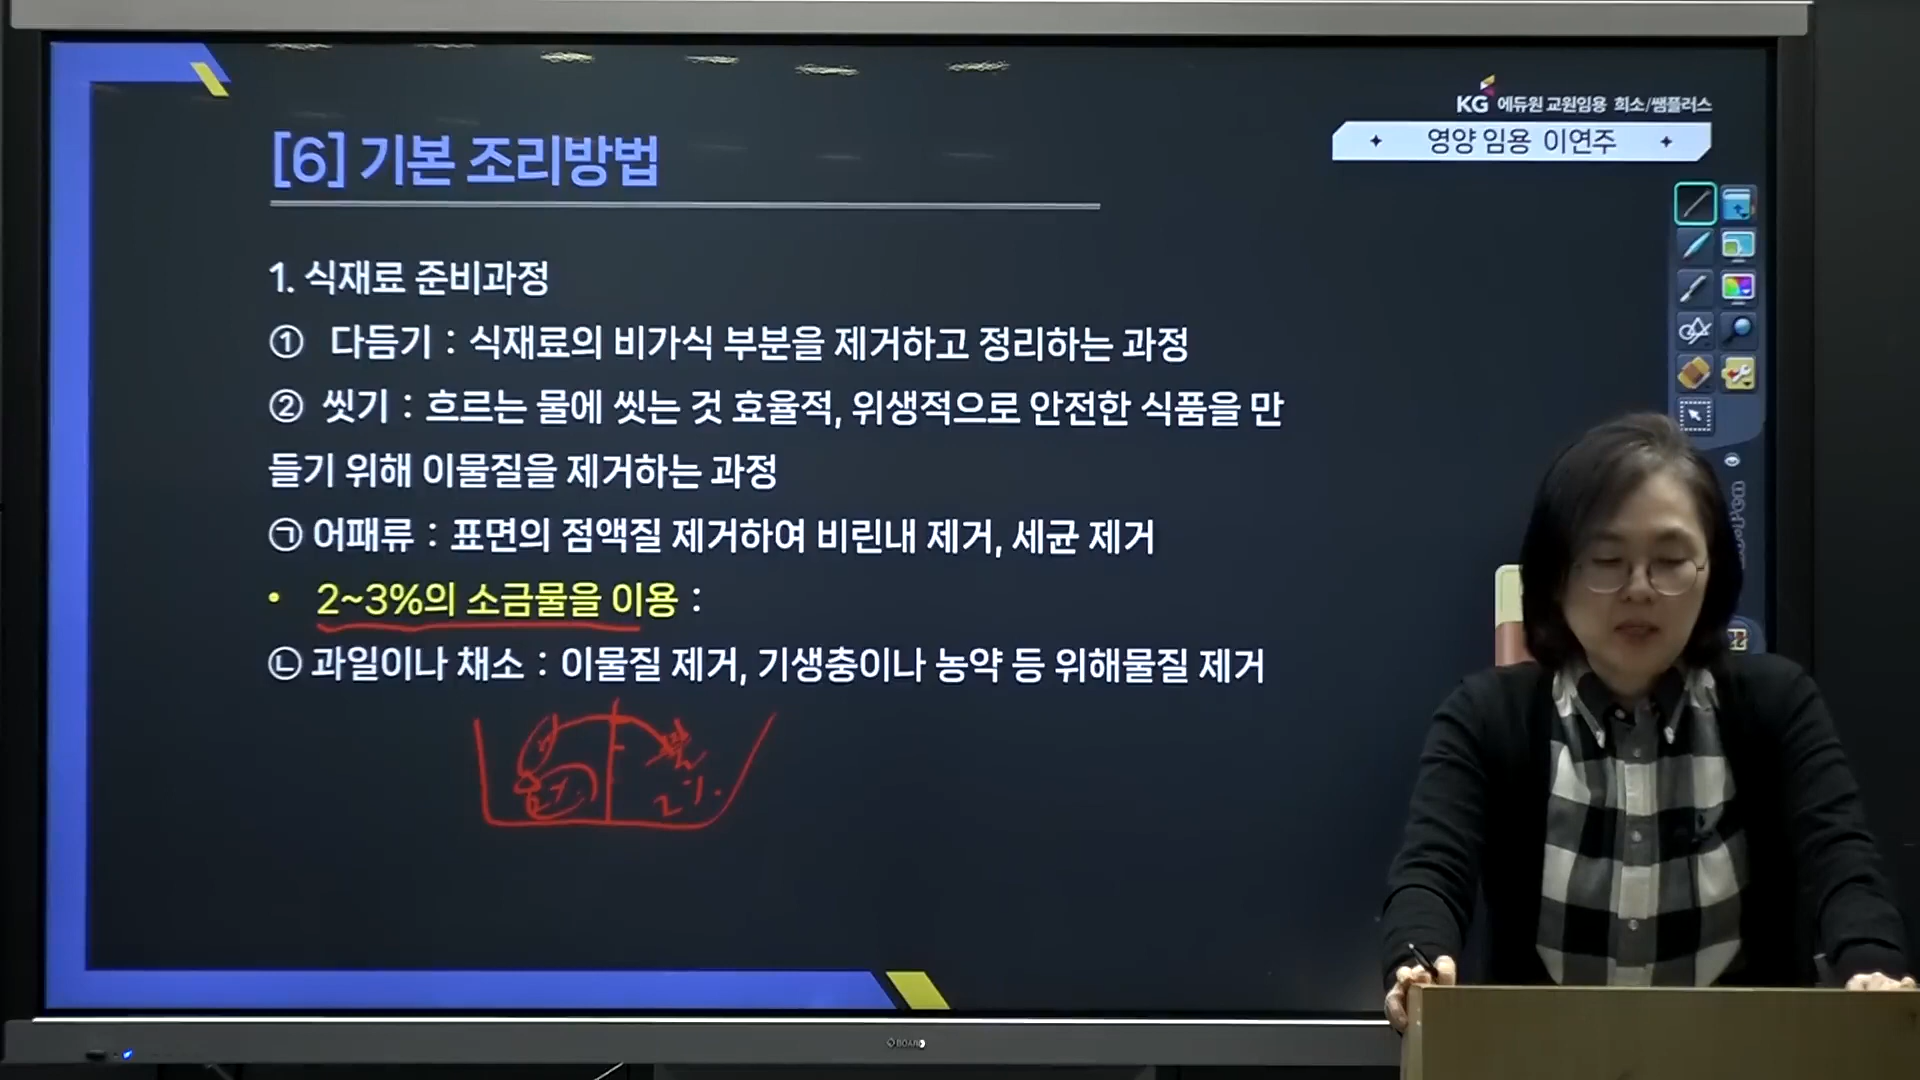 KG 에듀원 교원임용 희소/쌤플러스
영양 임용 이연주
[6] 기본 조리방법
1. 식재료 준비과정
① 다듬기 : 식재료의 비가식 부분을 제거하고 정리하는 과정
② 씻기 : 흐르는 물에 씻는 것 효율적, 위생적으로 안전한 식품을 만
들기 위해 이물질을 제거하는 과정
㉠ 어패류 : 표면의 점액질 제거하여 비린내 제거, 세균 제거
• 2~3%의 소금물을 이용 :
㉡ 과일이나 채소 : 이물질 제거, 기생충이나 농약 등 위해물질 제거
물
2%.